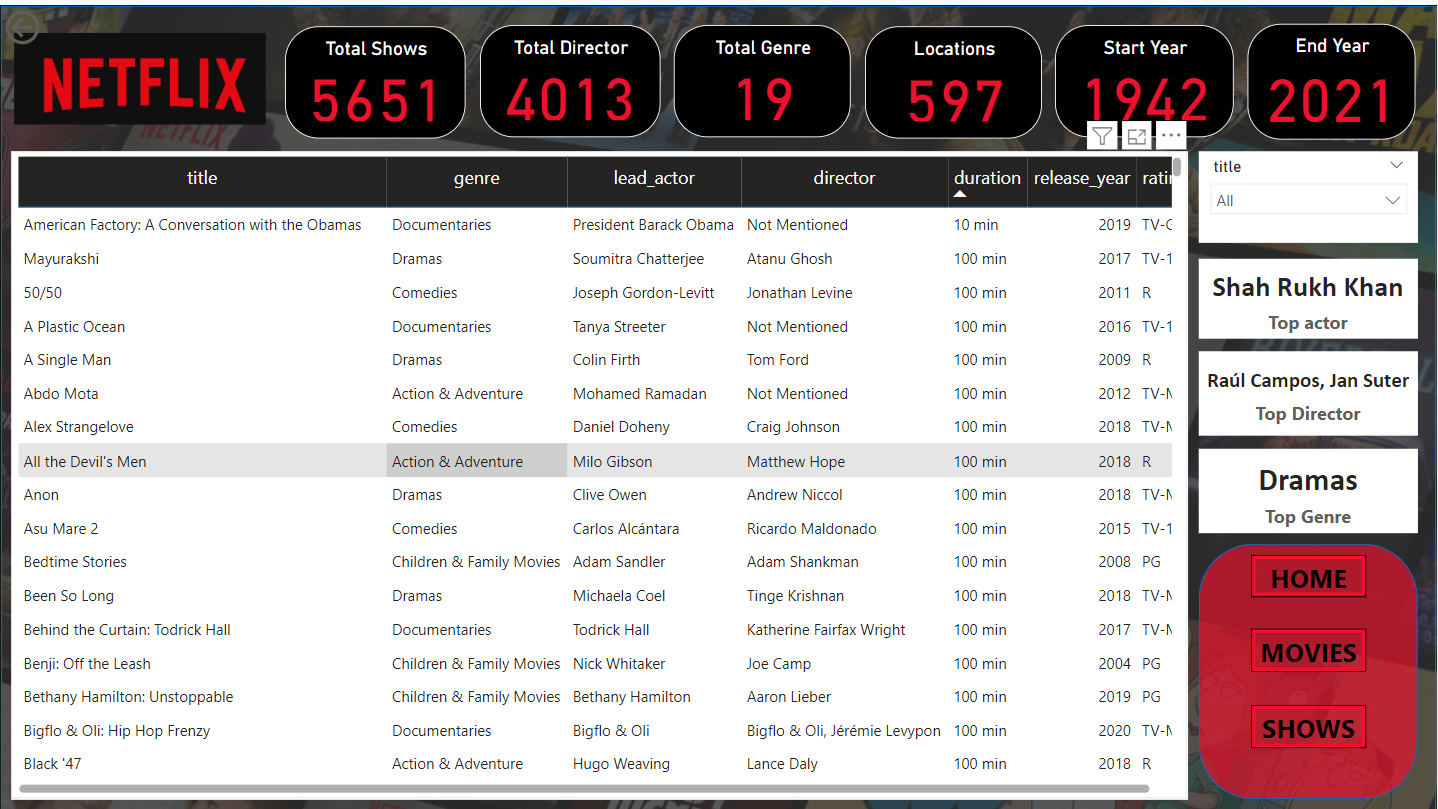 NETFLIX
Total Shows
5651
Total Director
4013
Total Genre
19
Locations
597
Start Year
1942
End Year
2021
title genre lead_actor director duration release_year ratin
American Factory: A Conversation with the Obamas Documentaries President Barack Obama Not Mentioned 10 min 2019 TV-G
Mayurakshi Dramas Soumitra Chatterjee Atanu Ghosh 100 min 2017 TV-1
50/50 Comedies Joseph Gordon-Levitt Jonathan Levine 100 min 2011 R
A Plastic Ocean Documentaries Tanya Streeter Not Mentioned 100 min 2016 TV-1
A Single Man Dramas Colin Firth Tom Ford 100 min 2009 R
Abdo Mota Action & Adventure Mohamed Ramadan Not Mentioned 100 min 2012 TV-M
Alex Strangelove Comedies Daniel Doheny Craig Johnson 100 min 2018 TV-M
All the Devil's Men Action & Adventure Milo Gibson Matthew Hope 100 min 2018 R
Anon Dramas Clive Owen Andrew Niccol 100 min 2018 TV-M
Asu Mare 2 Comedies Carlos Alcántara Ricardo Maldonado 100 min 2015 TV-1
Bedtime Stories Children & Family Movies Adam Sandler Adam Shankman 100 min 2008 PG
Been So Long Dramas Michaela Coel Tinge Krishnan 100 min 2018 TV-M
Behind the Curtain: Todrick Hall Documentaries Todrick Hall Katherine Fairfax Wright 100 min 2017 TV-M
Benji: Off the Leash Children & Family Movies Nick Whitaker Joe Camp 100 min 2004 PG
Bethany Hamilton: Unstoppable Children & Family Movies Bethany Hamilton Aaron Lieber 100 min 2019 PG
Bigflo & Oli: Hip Hop Frenzy Documentaries Bigflo & Oli Bigflo & Oli, Jérémie Levypon 100 min 2020 TV-M
Black '47 Action & Adventure Hugo Weaving Lance Daly 100 min 2018 R
title
All
Shah Rukh Khan
Top actor
Raúl Campos, Jan Suter
Top Director
Dramas
Top Genre
HOME
MOVIES
SHOWS